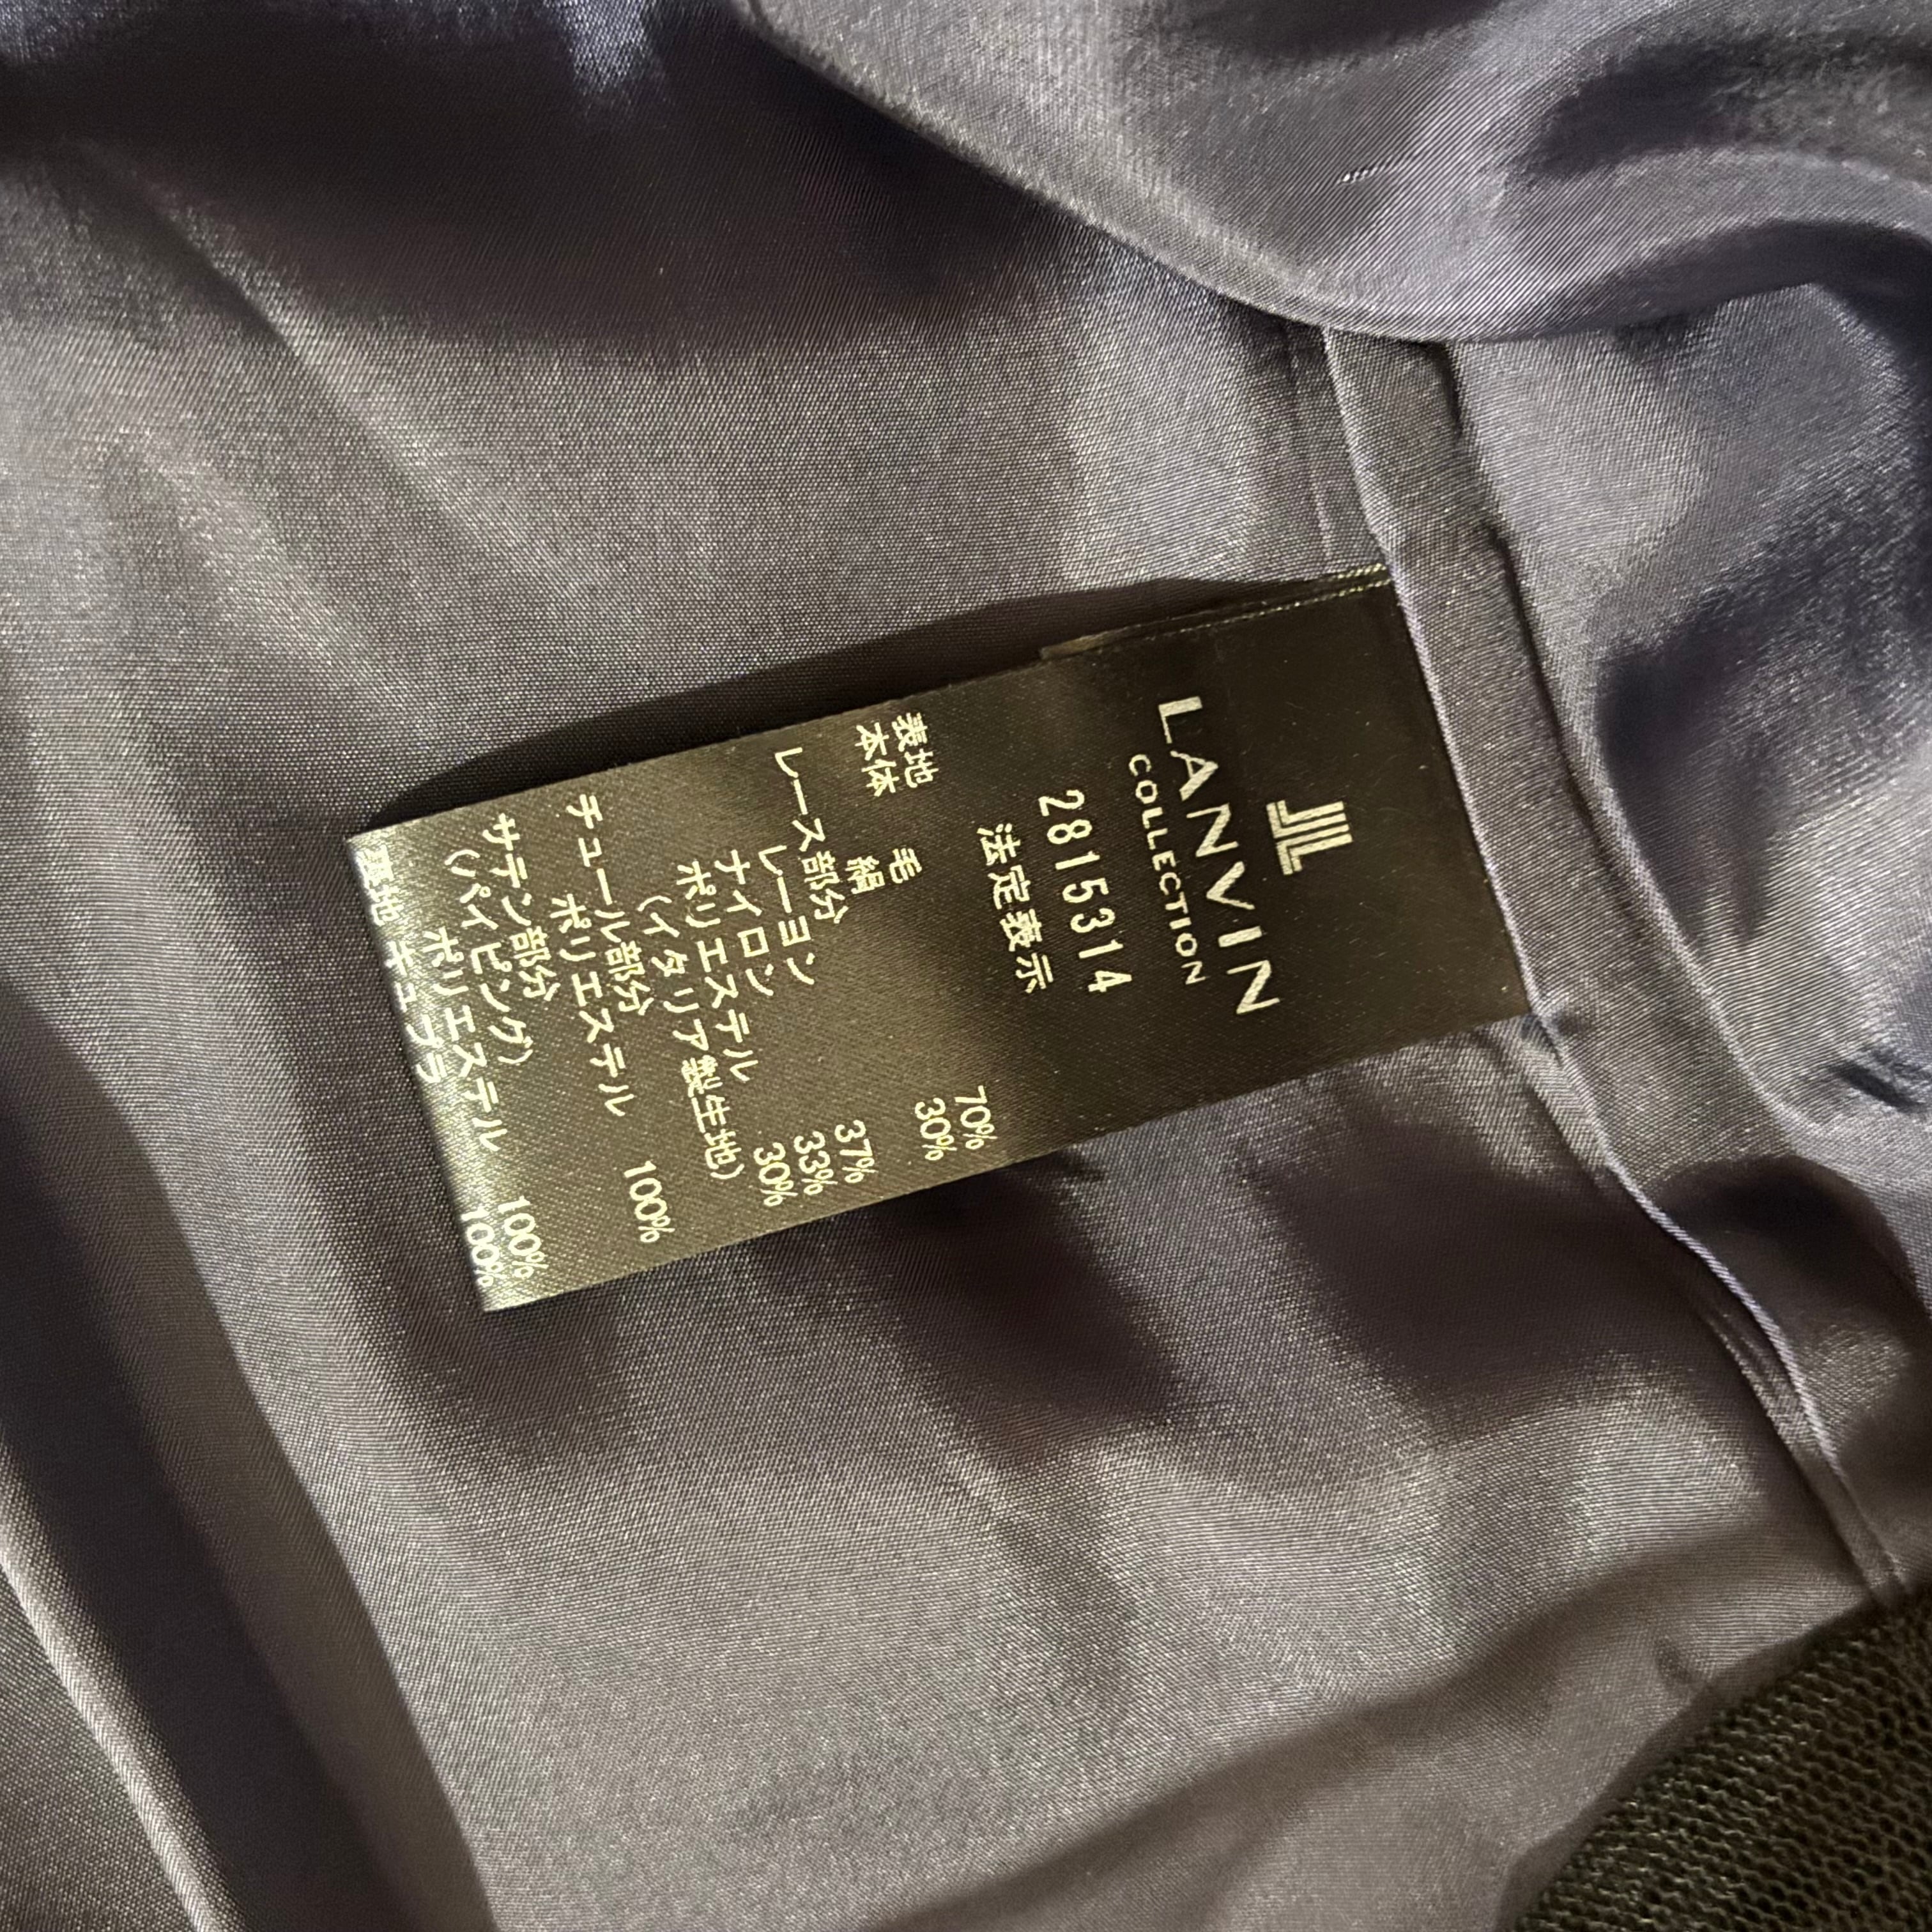 JL
LANVIN
COLLECTION
2815314
法定表示
表地
本体 毛 70%
絹 30%
レース部分
レーヨン 37%
ナイロン 33%
ポリエステル 30%
(イタリア製生地)
チュール部分
ポリエステル 100%
サテン部分
(パイピング)
ポリエステル 100%
裏地 キュプラ 100%